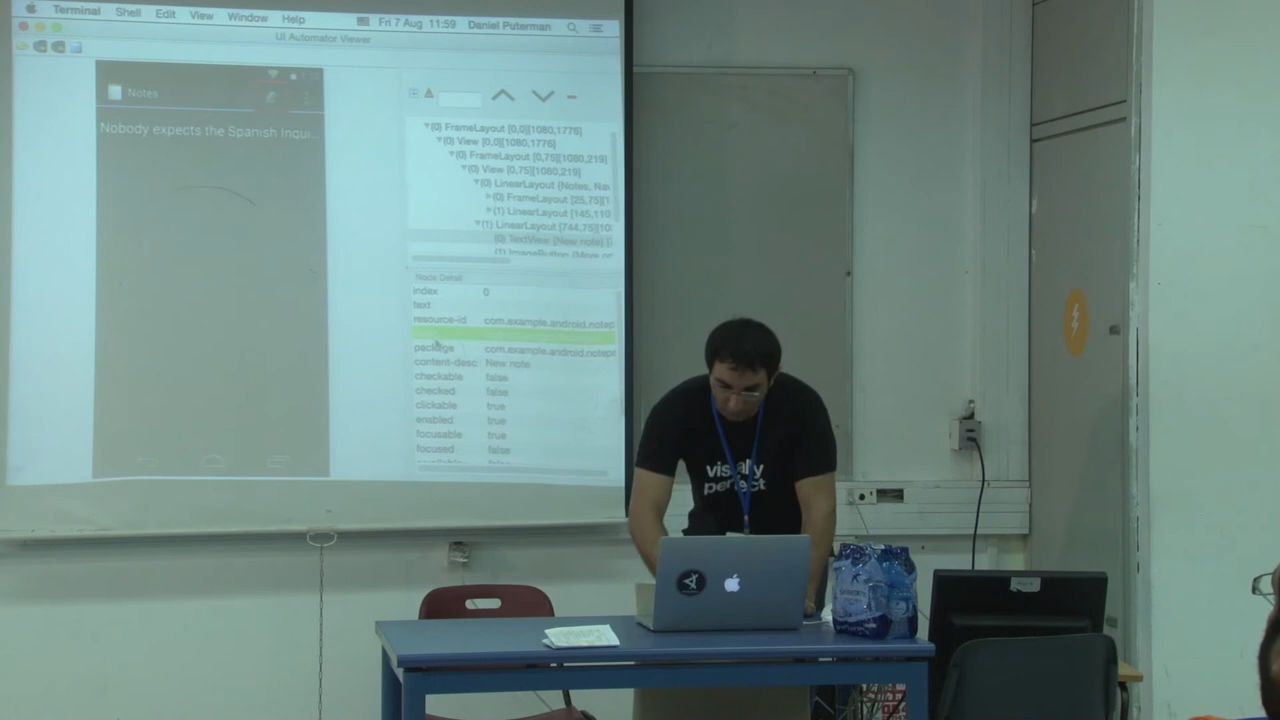 Terminal Shell Edit View Window Help Fri 7 Aug 11:59 Daniel Puterman
UI Automator Viewer
Notes
Nobody expects the Spanish Inqui...
(0) FrameLayout [0,0][1080,1776]
(0) View [0,0][1080,1776]
(0) FrameLayout [0,75][1080,219]
(0) View [0,75][1080,219]
(0) LinearLayout {Notes, Nav
(0) FrameLayout [25,75][1
(1) LinearLayout [145,110
(1) LinearLayout [744,75][10
(0) TextView {New note} [
(1) ImageButton {More op
Node Detail
index 0
text
resource-id com.example.android.notep
package com.example.android.notep
content-desc New note
checkable false
checked false
clickable true
enabled true
focusable true
focused false
false
visually
perfect